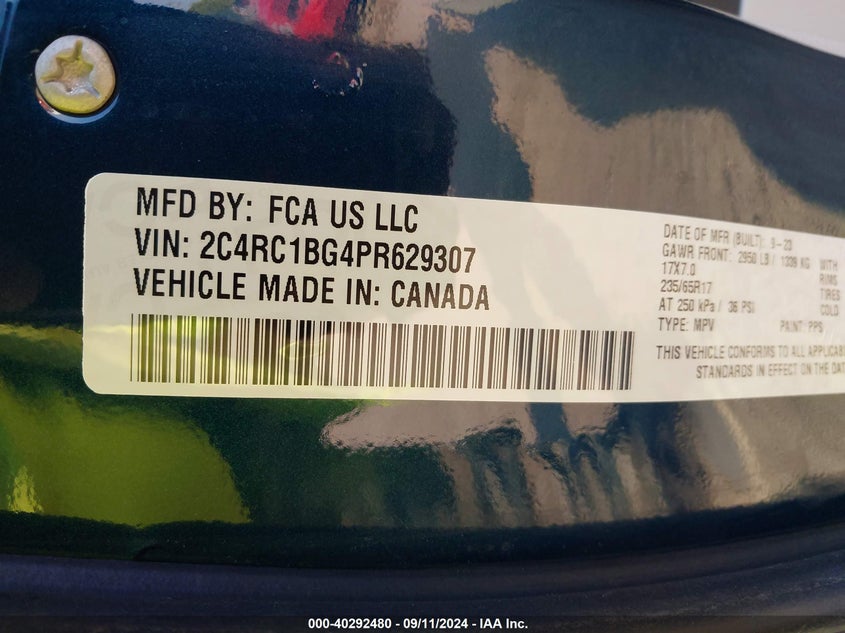 MFD BY: FCA US LLC
VIN: 2C4RC1BG4PR629307
VEHICLE MADE IN: CANADA
DATE OF MFR (BUILT): 9-23
GAWR FRONT: 2950 LB / 1339 KG WITH
17X7.0 RIMS
235/65R17 TIRES
AT 250 kPa / 36 PSI COLD
TYPE: MPV PAINT: PPS
THIS VEHICLE CONFORMS TO ALL APPLICAB
STANDARDS IN EFFECT ON THE DAT
000-40292480 - 09/11/2024 - IAA Inc.